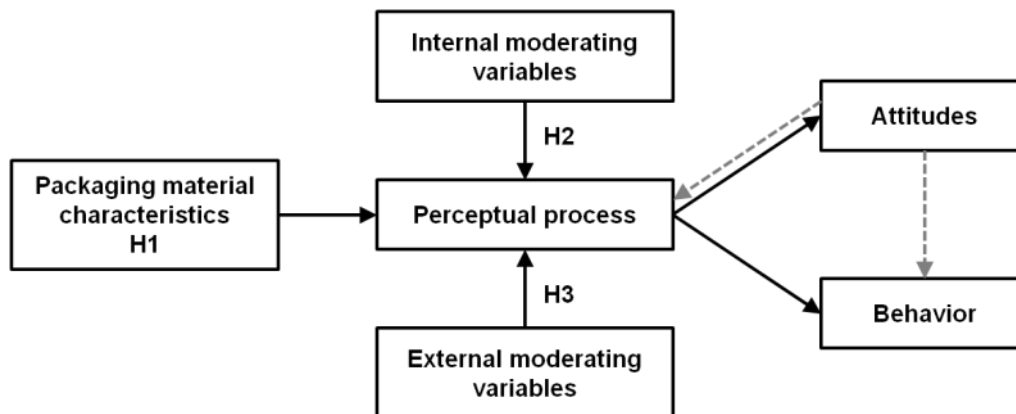 Internal moderating
variables
H2
Attitudes
Packaging material
characteristics
H1
Perceptual process
H3
Behavior
External moderating
variables